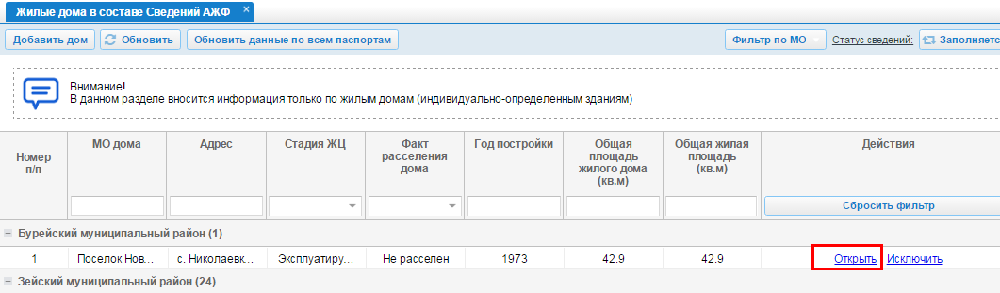 Жилые дома в составе Сведений АЖФ
Добавить дом Обновить Обновить данные по всем паспортам Фильтр по МО Статус сведений: Заполняетс
Внимание!
В данном разделе вносится информация только по жилым домам (индивидуально-определенным зданиям)
Номер п/п МО дома Адрес Стадия ЖЦ Факт расселения дома Год постройки Общая площадь жилого дома (кв.м) Общая жилая площадь (кв.м) Действия
Сбросить фильтр
Бурейский муниципальный район (1)
1 Поселок Нов... с. Николаевк... Эксплуатиру... Не расселен 1973 42.9 42.9 Открыть Исключить
Зейский муниципальный район (24)